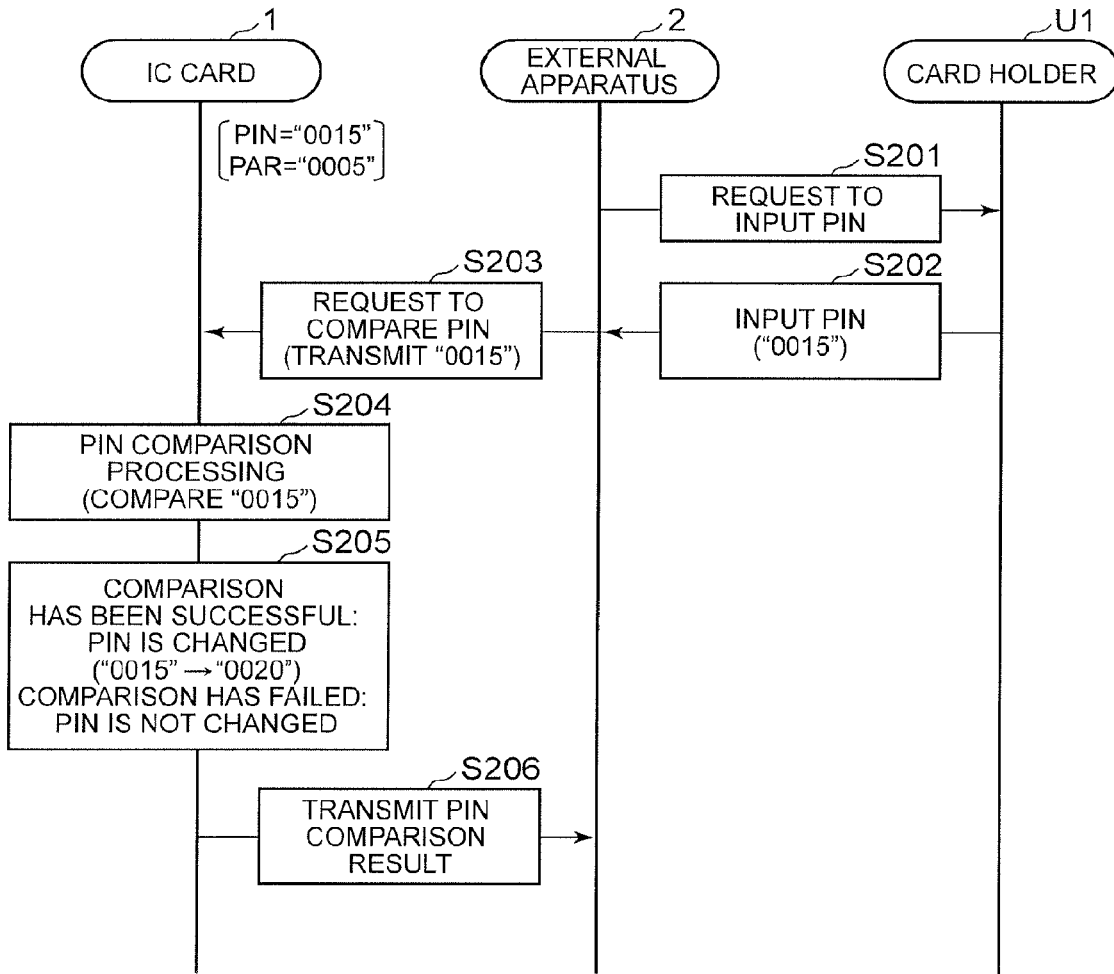 1
2
U1
IC CARD
EXTERNAL
APPARATUS
CARD HOLDER
PIN="0015"
PAR="0005"
S201
REQUEST TO
INPUT PIN
S203
S202
REQUEST TO
COMPARE PIN
(TRANSMIT "0015")
INPUT PIN
("0015")
S204
PIN COMPARISON
PROCESSING
(COMPARE "0015")
S205
COMPARISON
HAS BEEN SUCCESSFUL:
PIN IS CHANGED
("0015" → "0020")
COMPARISON HAS FAILED:
PIN IS NOT CHANGED
S206
TRANSMIT PIN
COMPARISON
RESULT